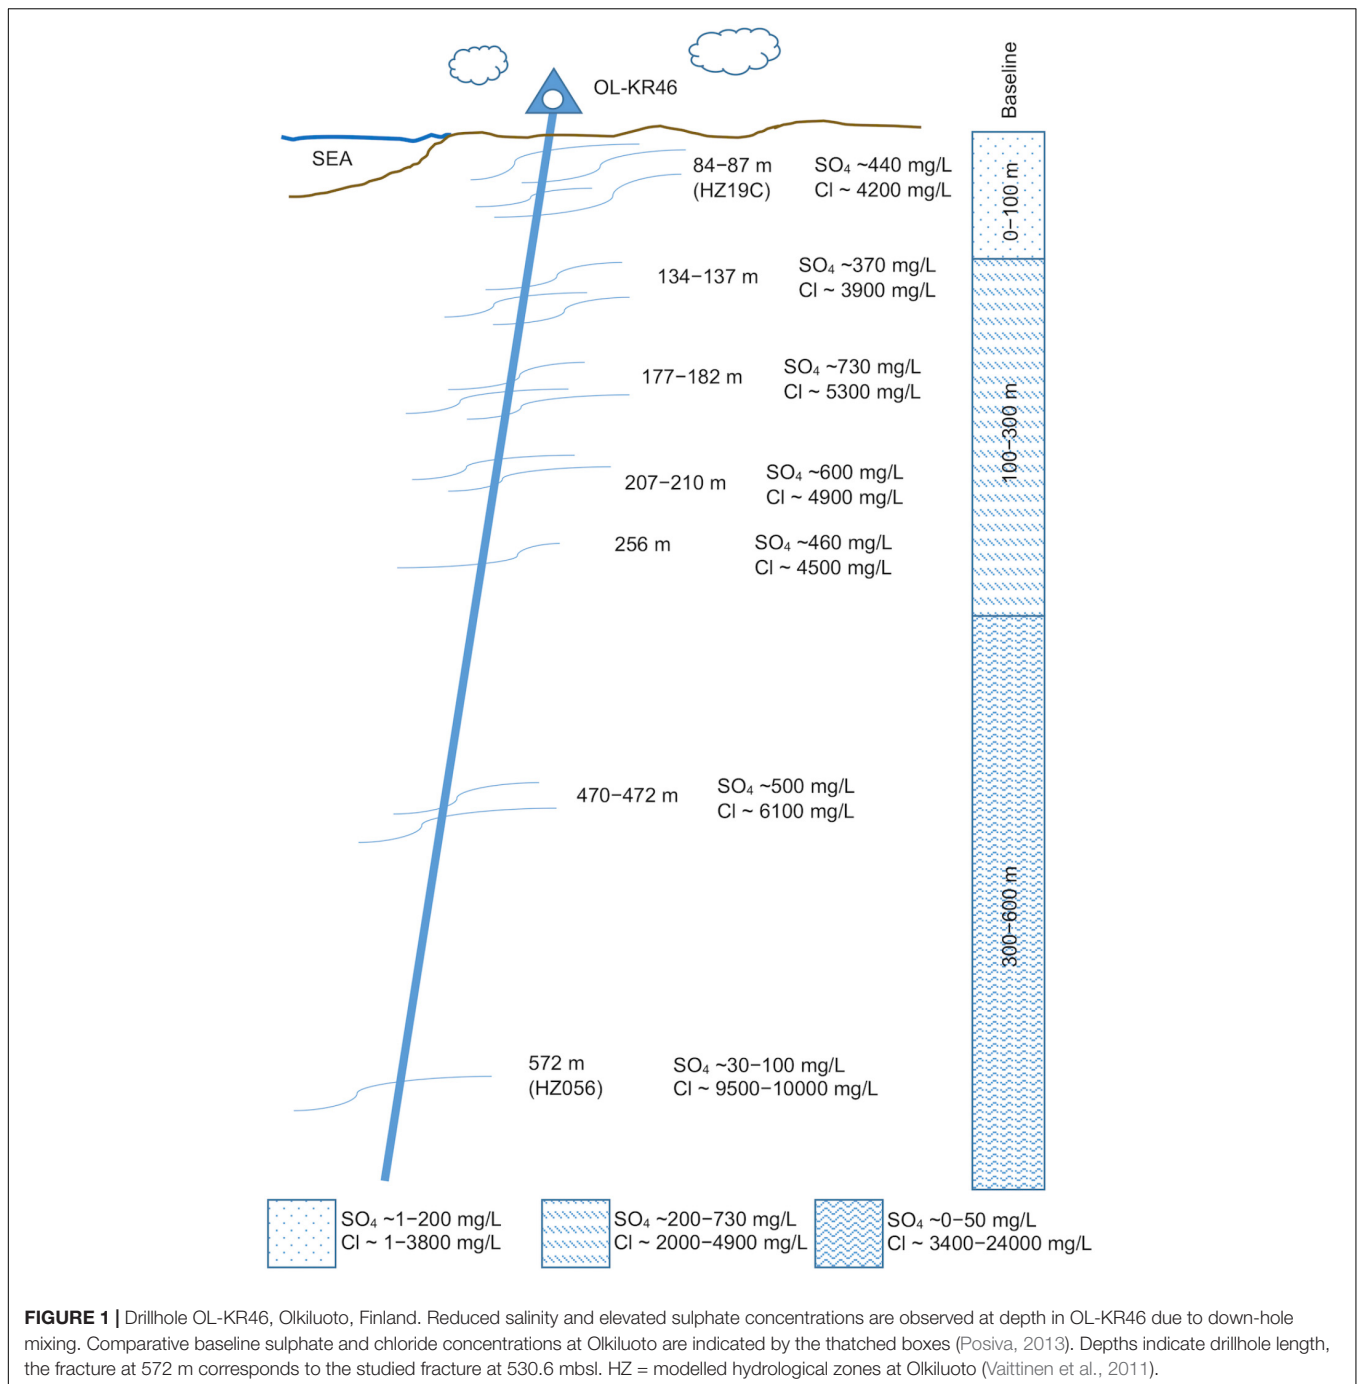 OL-KR46
Baseline
SEA
84–87 m
(HZ19C)
SO₄ ~440 mg/L
Cl ~ 4200 mg/L
0–100 m
134–137 m
SO₄ ~370 mg/L
Cl ~ 3900 mg/L
177–182 m
SO₄ ~730 mg/L
Cl ~ 5300 mg/L
100–300 m
207–210 m
SO₄ ~600 mg/L
Cl ~ 4900 mg/L
256 m
SO₄ ~460 mg/L
Cl ~ 4500 mg/L
470–472 m
SO₄ ~500 mg/L
Cl ~ 6100 mg/L
300–600 m
572 m
(HZ056)
SO₄ ~30–100 mg/L
Cl ~ 9500–10000 mg/L
SO₄ ~1–200 mg/L
Cl ~ 1–3800 mg/L
SO₄ ~200–730 mg/L
Cl ~ 2000–4900 mg/L
SO₄ ~0–50 mg/L
Cl ~ 3400–24000 mg/L
FIGURE 1 | Drillhole OL-KR46, Olkiluoto, Finland. Reduced salinity and elevated sulphate concentrations are observed at depth in OL-KR46 due to down-hole
mixing. Comparative baseline sulphate and chloride concentrations at Olkiluoto are indicated by the thatched boxes (Posiva, 2013). Depths indicate drillhole length,
the fracture at 572 m corresponds to the studied fracture at 530.6 mbsl. HZ = modelled hydrological zones at Olkiluoto (Vaittinen et al., 2011).